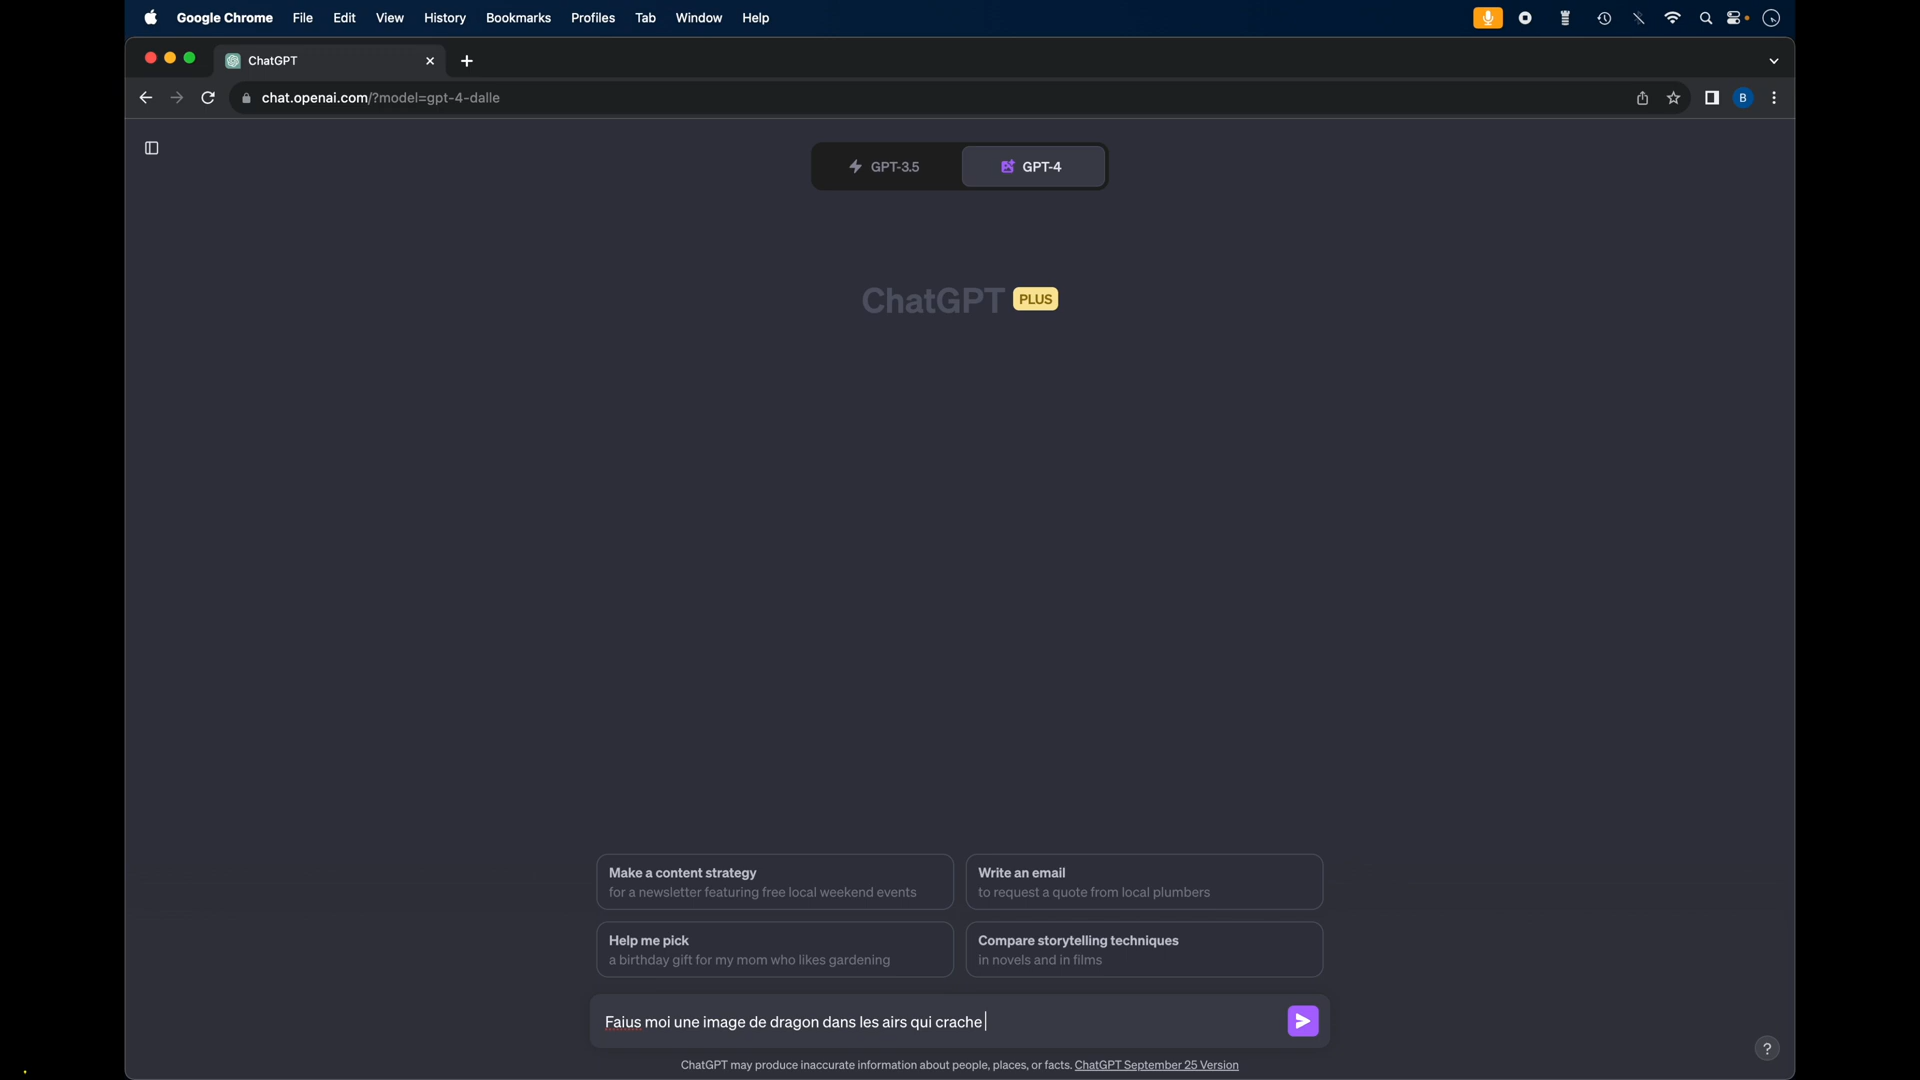 Google Chrome File Edit View History Bookmarks Profiles Tab Window Help
ChatGPT
chat.openai.com/?model=gpt-4-dalle
B
GPT-3.5
GPT-4
ChatGPT PLUS
Make a content strategy
for a newsletter featuring free local weekend events
Write an email
to request a quote from local plumbers
Help me pick
a birthday gift for my mom who likes gardening
Compare storytelling techniques
in novels and in films
Faius moi une image de dragon dans les airs qui crache
ChatGPT may produce inaccurate information about people, places, or facts. ChatGPT September 25 Version
?